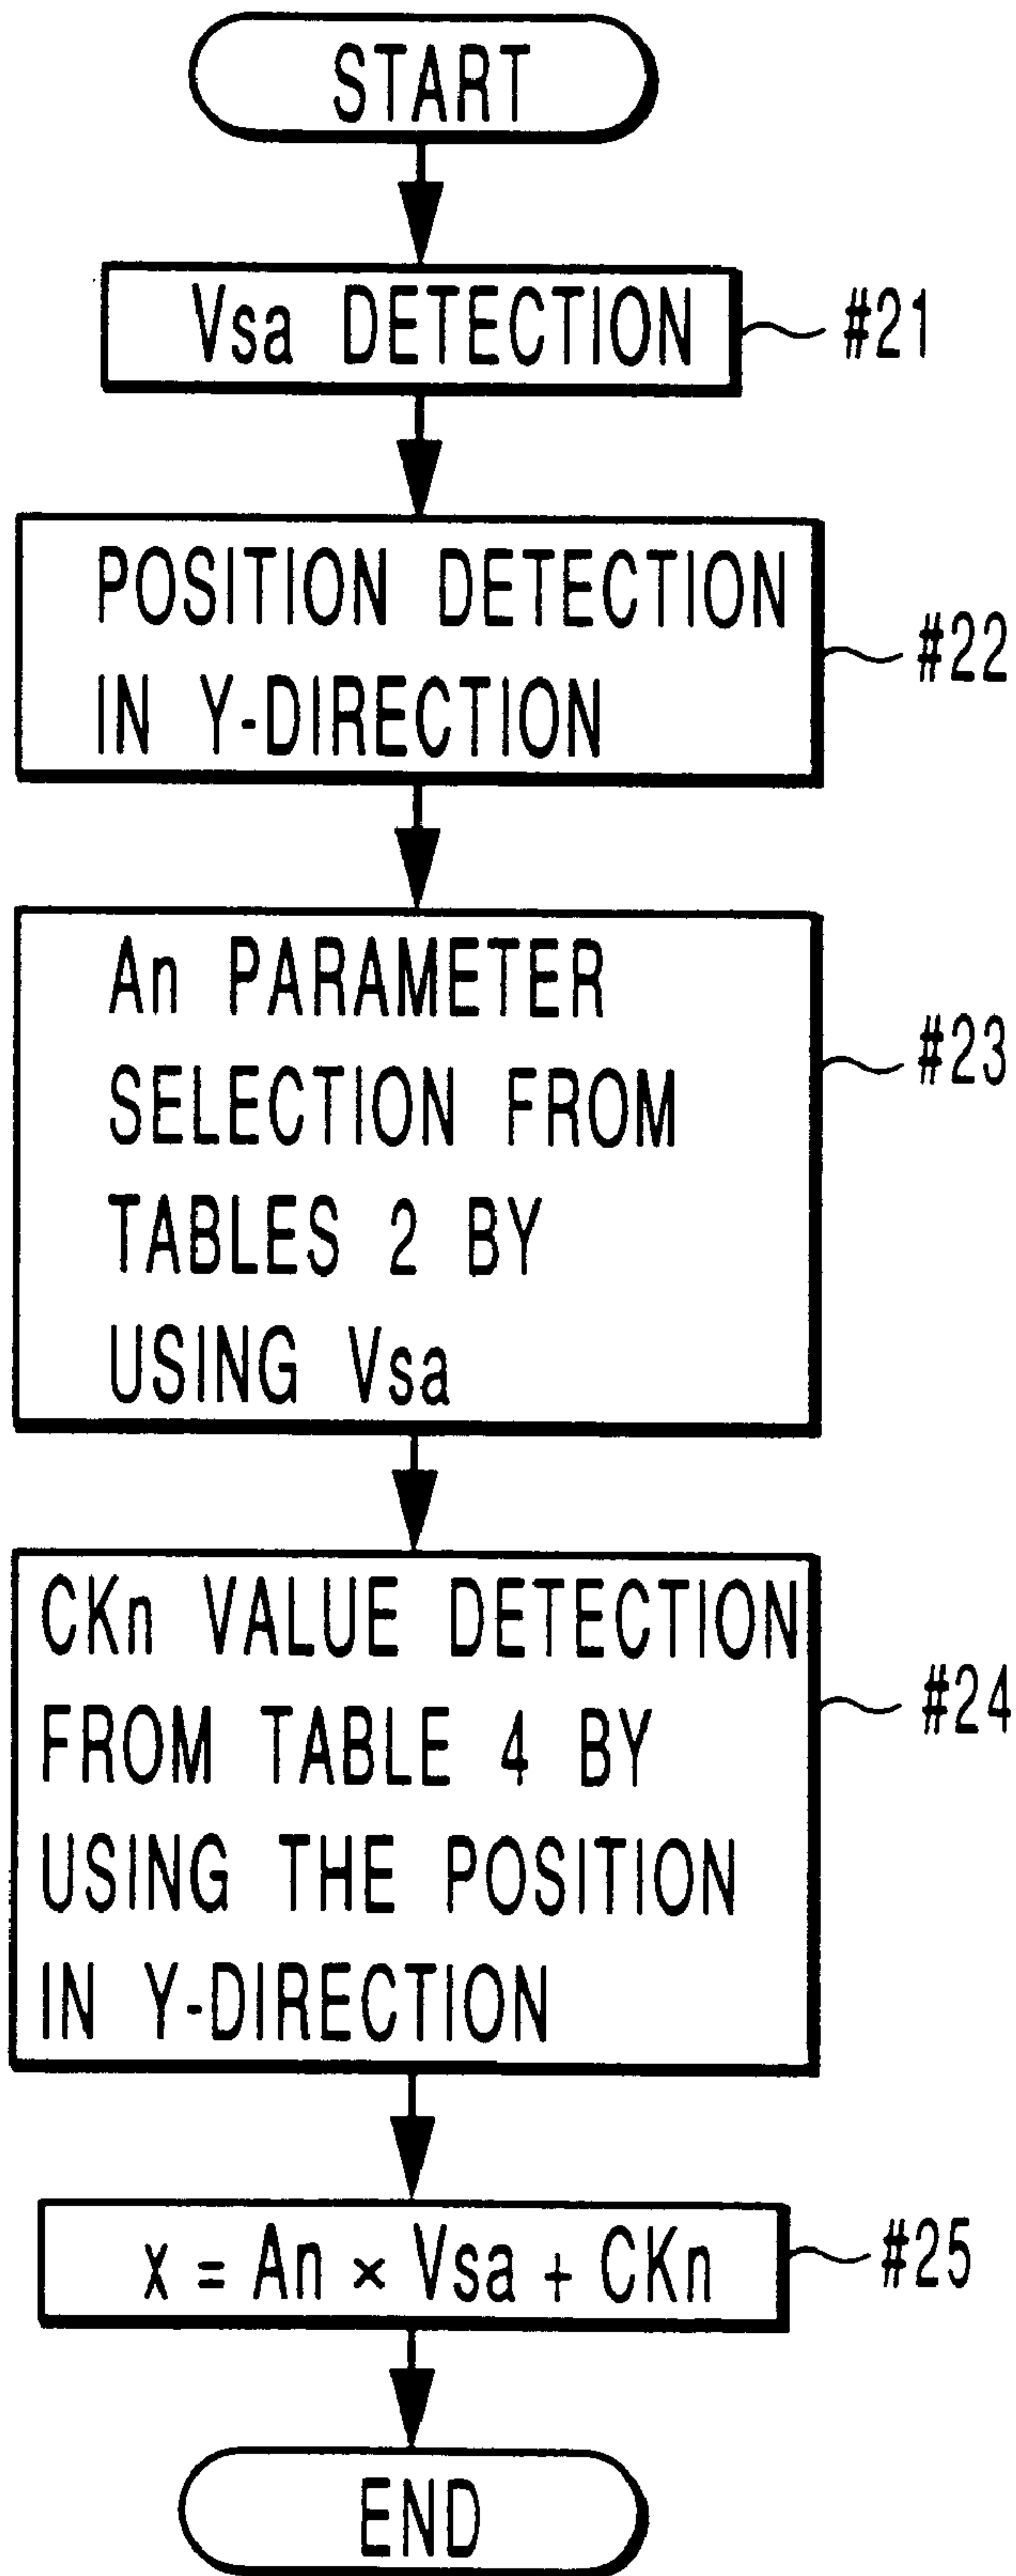 START
Vsa DETECTION
#21
POSITION DETECTION
IN Y-DIRECTION
#22
An PARAMETER
SELECTION FROM
TABLES 2 BY
USING Vsa
#23
CKn VALUE DETECTION
FROM TABLE 4 BY
USING THE POSITION
IN Y-DIRECTION
#24
x = An × Vsa + CKn
#25
END